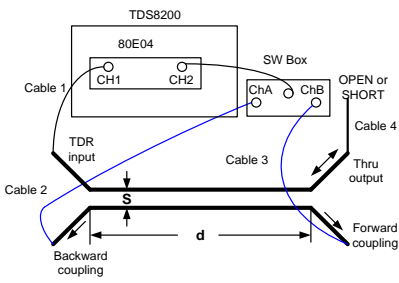 TDS8200
80E04
SW Box
CH1
CH2
ChA
ChB
OPEN or
SHORT
Cable 1
Cable 4
TDR
input
Cable 3
Thru
output
Cable 2
S
d
Forward
coupling
Backward
coupling